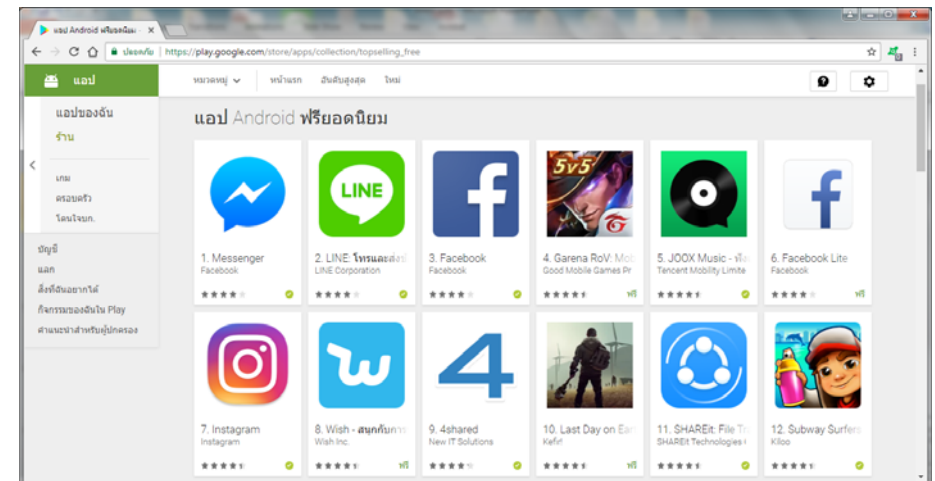 แอป Android ฟรียอดนิยม - 
ปลอดภัย
https://play.google.com/store/apps/collection/topselling_free
แอป
หมวดหมู่ หน้าแรก อันดับสูงสุด ใหม่
แอปของฉัน
ร้าน
เกม
ครอบครัว
โดนใจบก.
บัญชี
แลก
สิ่งที่ฉันอยากได้
กิจกรรมของฉันใน Play
คำแนะนำสำหรับผู้ปกครอง
แอป Android ฟรียอดนิยม
LINE
5v5
1. Messenger
Facebook
2. LINE: โทรและส่งข้
LINE Corporation
3. Facebook
Facebook
4. Garena RoV: Mob
Good Mobile Games Pr
ฟรี
5. JOOX Music - ฟัง
Tencent Mobility Limite
6. Facebook Lite
Facebook
ฟรี
7. Instagram
Instagram
8. Wish - สนุกกับการ
Wish Inc.
ฟรี
9. 4shared
New IT Solutions
10. Last Day on Ear
Kefir!
ฟรี
11. SHAREit: File Tr
SHAREit Technologies
12. Subway Surfers
Kiloo